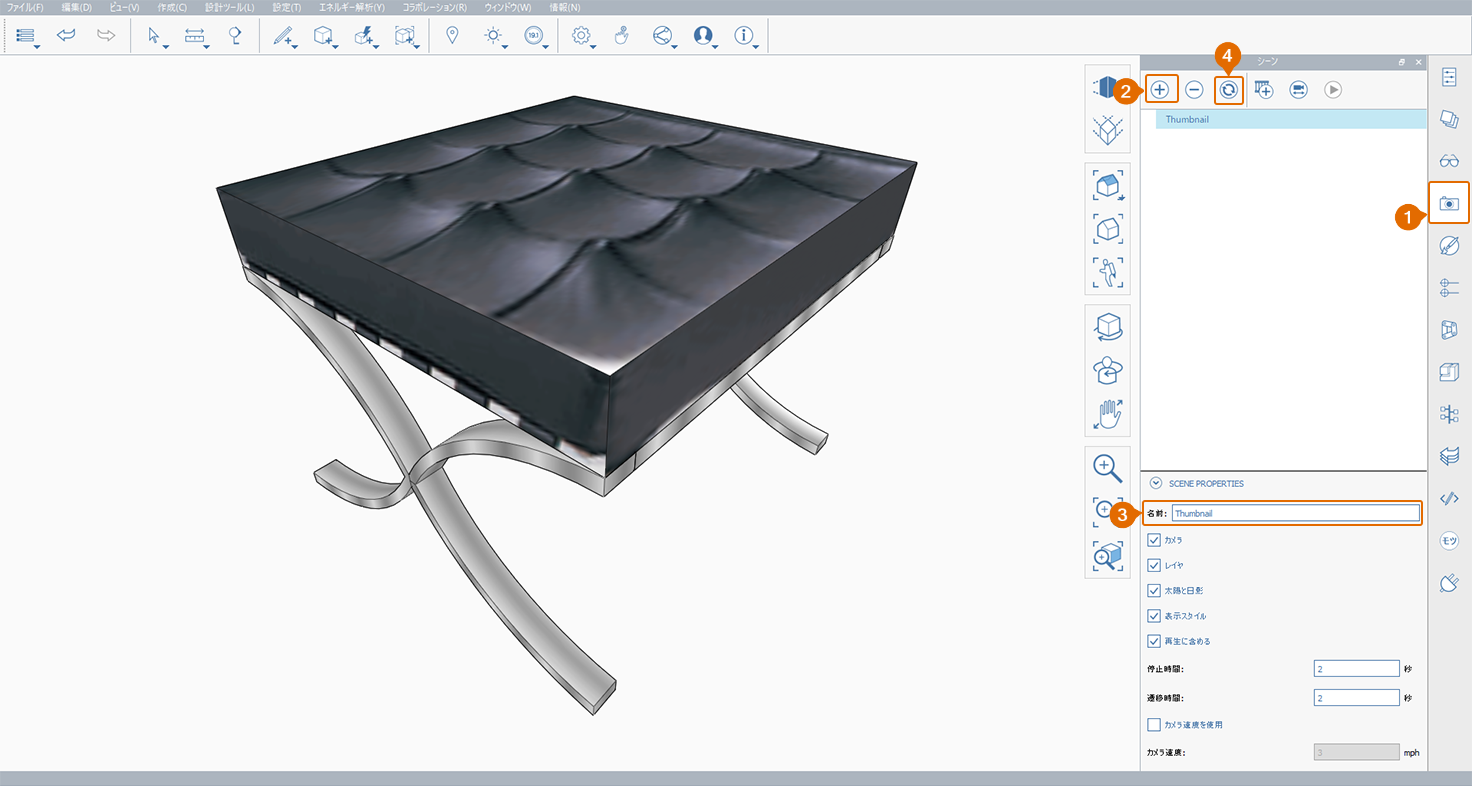 ファイル(F) 編集(D) ビュー(V) 作成(C) 設計ツール(L) 設定(T) エネルギー解析(Y) コラボレーション(R) ウィンドウ(W) 情報(N)
19.1
シーン
4
2
Thumbnail
1
SCENE PROPERTIES
3
名前: Thumbnail
カメラ
レイヤ
太陽と日影
表示スタイル
再生に含める
停止時間: 2 秒
遷移時間: 2 秒
カメラ速度を使用
カメラ速度: 3 mph
モツ